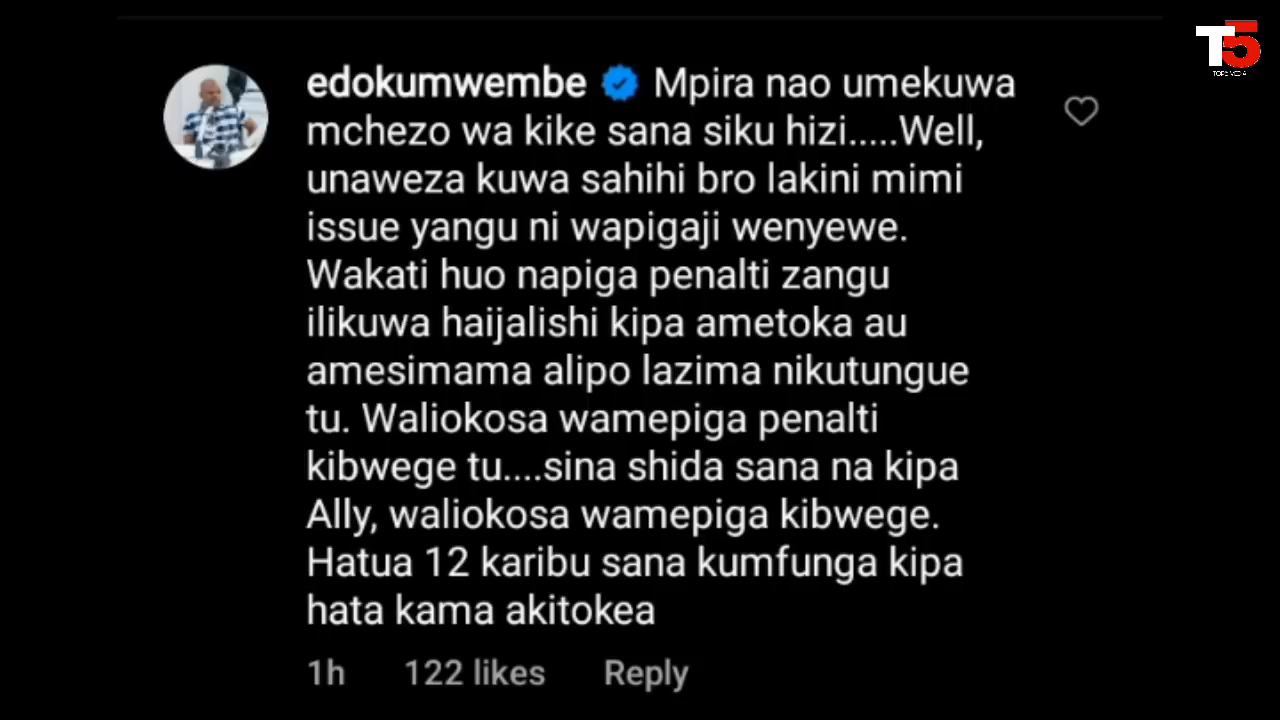 T5
edokumwembe Mpira nao umekuwa
mchezo wa kike sana siku hizi.....Well,
unaweza kuwa sahihi bro lakini mimi
issue yangu ni wapigaji wenyewe.
Wakati huo napiga penalti zangu
ilikuwa haijalishi kipa ametoka au
amesimama alipo lazima nikutungue
tu. Waliokosa wamepiga penalti
kibwege tu....sina shida sana na kipa
Ally, waliokosa wamepiga kibwege.
Hatua 12 karibu sana kumfunga kipa
hata kama akitokea
1h 122 likes Reply